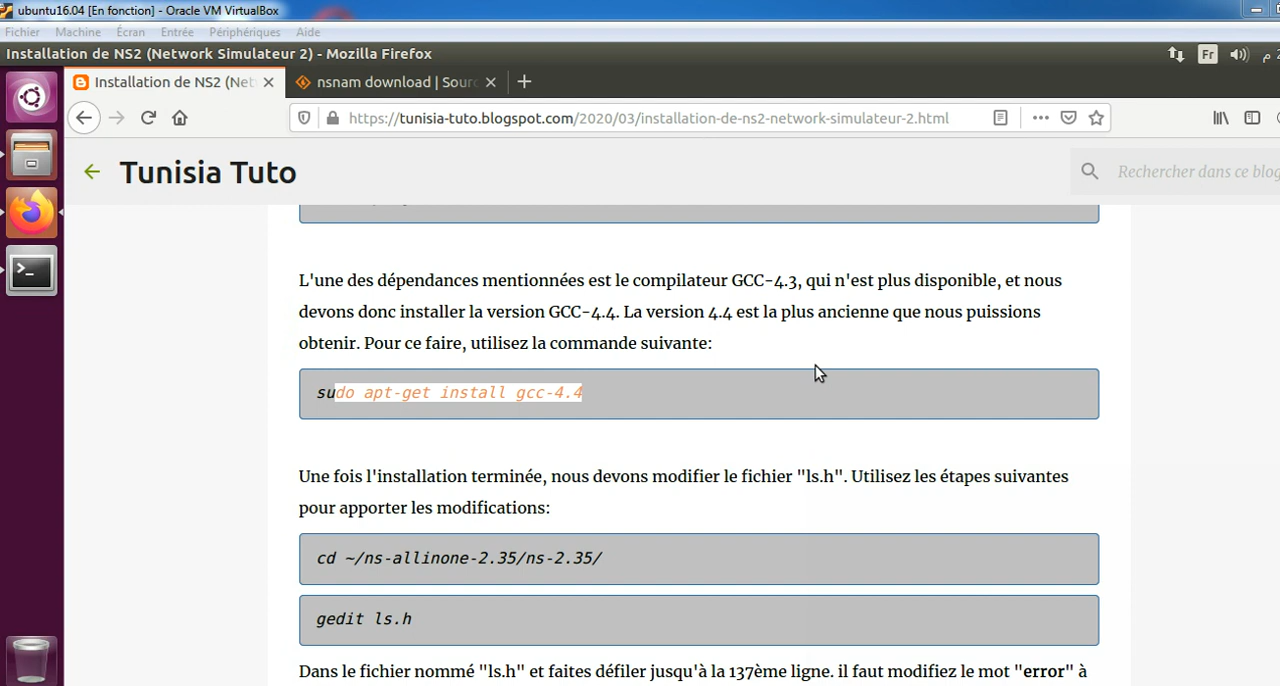 ubuntu16.04 [En fonction] - Oracle VM VirtualBox
Fichier Machine Écran Entrée Périphériques Aide
Installation de NS2 (Network Simulateur 2) - Mozilla Firefox
Fr
Installation de NS2 (Net
nsnam download | Sourc
https://tunisia-tuto.blogspot.com/2020/03/installation-de-ns2-network-simulateur-2.html
Tunisia Tuto
Rechercher dans ce blog
L'une des dépendances mentionnées est le compilateur GCC-4.3, qui n'est plus disponible, et nous
devons donc installer la version GCC-4.4. La version 4.4 est la plus ancienne que nous puissions
obtenir. Pour ce faire, utilisez la commande suivante:
sudo apt-get install gcc-4.4
Une fois l'installation terminée, nous devons modifier le fichier "ls.h". Utilisez les étapes suivantes
pour apporter les modifications:
cd ~/ns-allinone-2.35/ns-2.35/
gedit ls.h
Dans le fichier nommé "ls.h" et faites défiler jusqu'à la 137ème ligne. il faut modifiez le mot "error" à